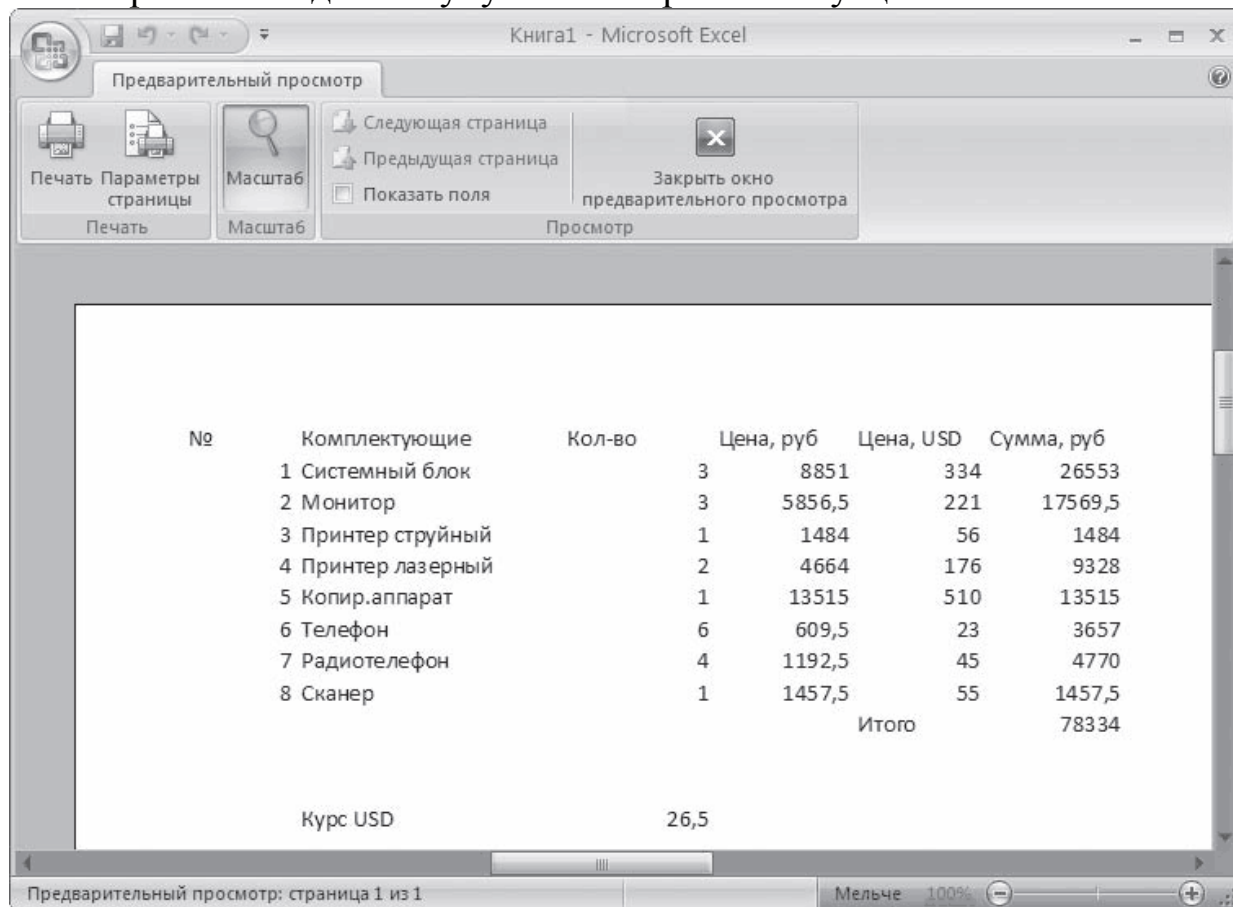 Книга1 - Microsoft Excel
Предварительный просмотр
Следующая страница
Предыдущая страница
Показать поля
Печать Параметры страницы
Масштаб
Закрыть окно
предварительного просмотра
Печать Масштаб Просмотр
№ Комплектующие Кол-во Цена, руб Цена, USD Сумма, руб
1 Системный блок 3 8851 334 26553
2 Монитор 3 5856,5 221 17569,5
3 Принтер струйный 1 1484 56 1484
4 Принтер лазерный 2 4664 176 9328
5 Копир.аппарат 1 13515 510 13515
6 Телефон 6 609,5 23 3657
7 Радиотелефон 4 1192,5 45 4770
8 Сканер 1 1457,5 55 1457,5
Итого 78334
Курс USD 26,5
Предварительный просмотр: страница 1 из 1 Мельче 100%